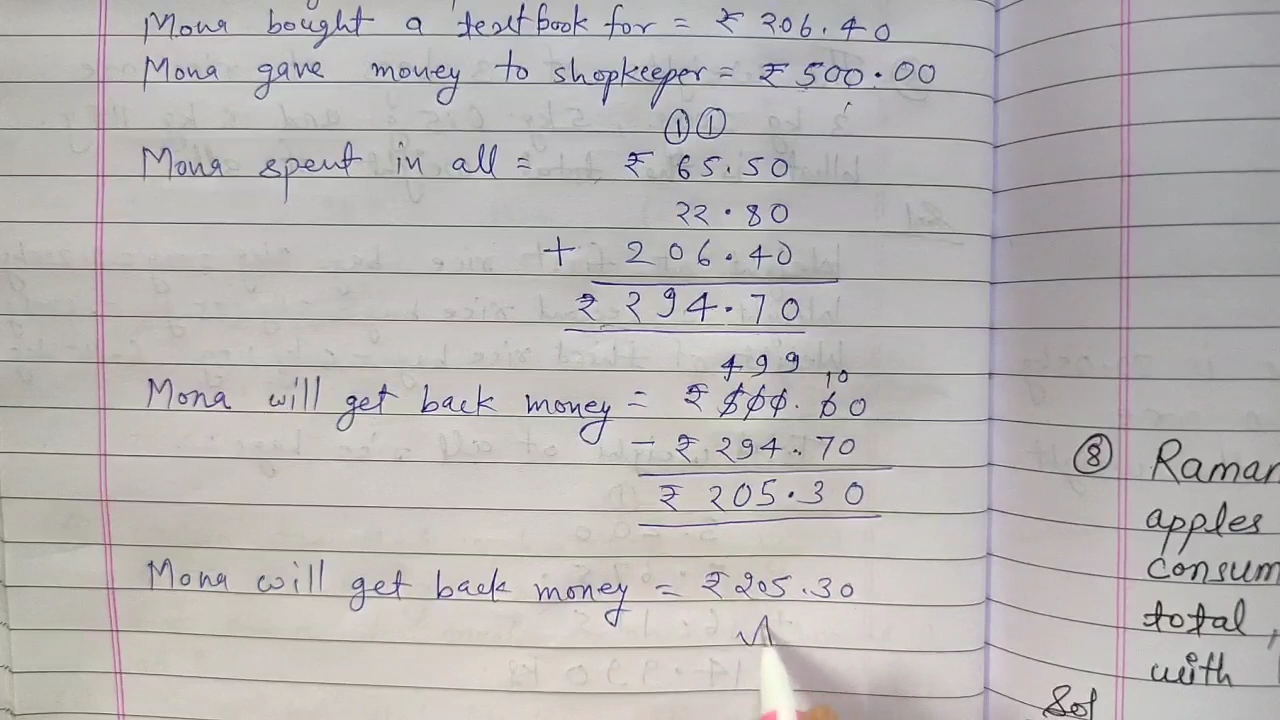 Mona bought a textbook for = ₹ 206.40
Mona gave money to shopkeeper = ₹ 500.00
① ①
Mona spent in all = ₹ 65.50
22.80
+ 206.40
₹ 294.70
4 9 9 10
Mona will get back money = ₹ 500.00
- ₹ 294.70
₹ 205.30
Mona will get back money = ₹ 205.30
⑧ Raman
apples
consum
total,
with
Sol